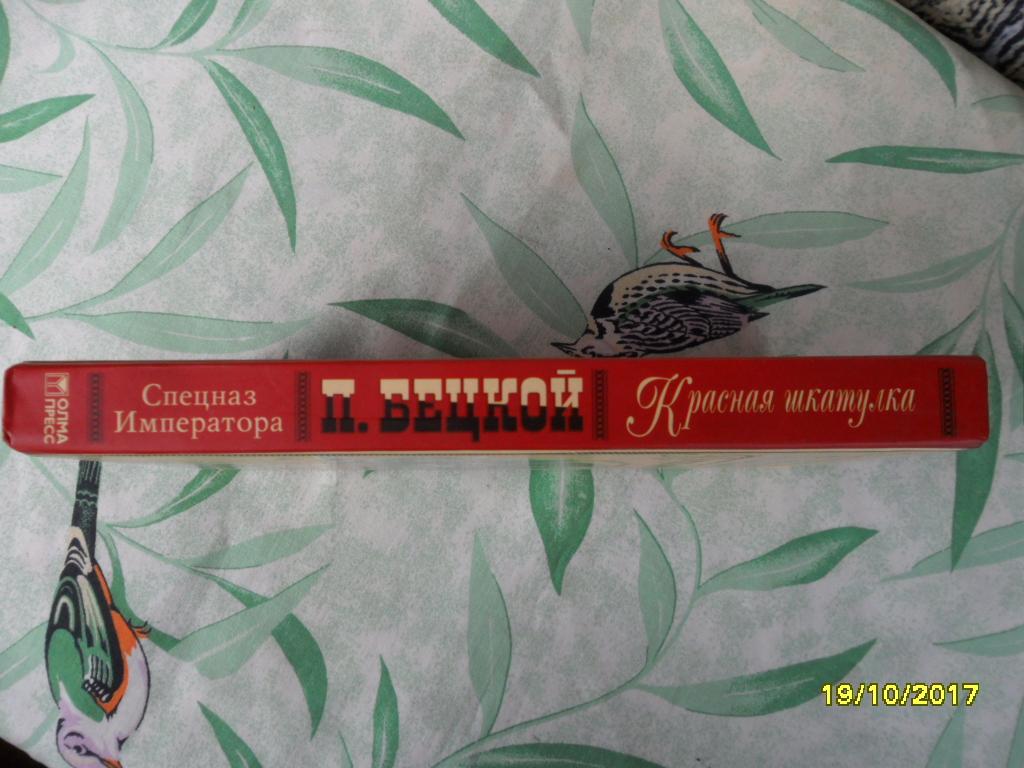 ОЛМА
ПРЕСС
Спецназ
Императора
П. БЕЦКОЙ
Красная шкатулка
19/10/2017